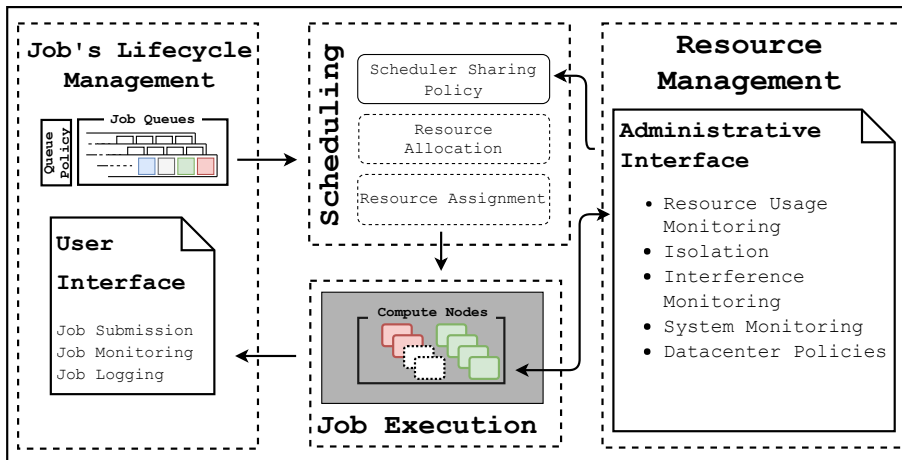 Job's Lifecycle
Management
Queue
Policy
Job Queues
User
Interface
Job Submission
Job Monitoring
Job Logging
Scheduling
Scheduler Sharing
Policy
Resource
Allocation
Resource Assignment
Compute Nodes
Job Execution
Resource
Management
Administrative
Interface
• Resource Usage
Monitoring
• Isolation
• Interference
Monitoring
• System Monitoring
• Datacenter Policies